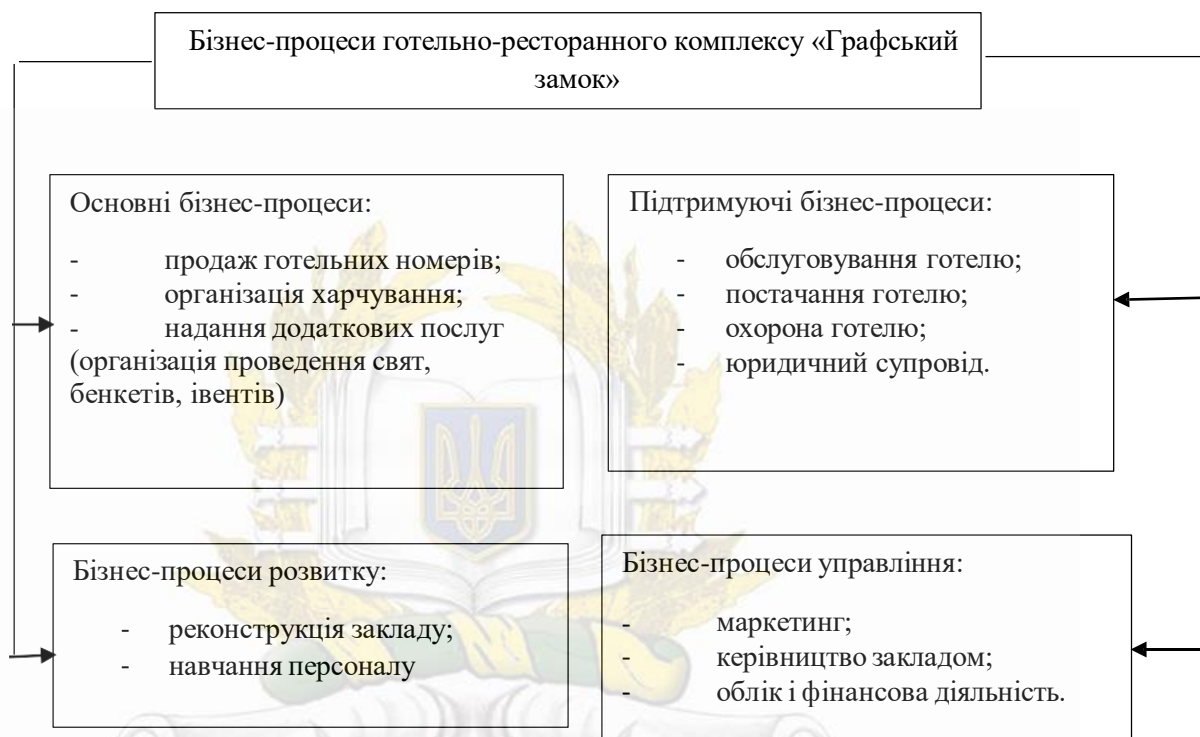 Бізнес-процеси готельно-ресторанного комплексу «Графський
замок»
Основні бізнес-процеси:
- продаж готельних номерів;
- організація харчування;
- надання додаткових послуг
(організація проведення свят,
бенкетів, івентів)
Підтримуючі бізнес-процеси:
- обслуговування готелю;
- постачання готелю;
- охорона готелю;
- юридичний супровід.
Бізнес-процеси розвитку:
- реконструкція закладу;
- навчання персоналу
Бізнес-процеси управління:
- маркетинг;
- керівництво закладом;
- облік і фінансова діяльність.